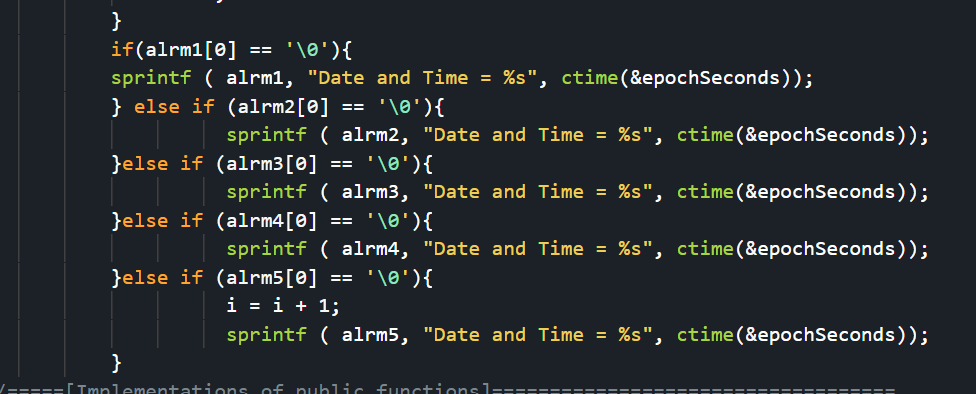 }
if(alrm1[0] == '\0'){
sprintf ( alrm1, "Date and Time = %s", ctime(&epochSeconds));
} else if (alrm2[0] == '\0'){
sprintf ( alrm2, "Date and Time = %s", ctime(&epochSeconds));
}else if (alrm3[0] == '\0'){
sprintf ( alrm3, "Date and Time = %s", ctime(&epochSeconds));
}else if (alrm4[0] == '\0'){
sprintf ( alrm4, "Date and Time = %s", ctime(&epochSeconds));
}else if (alrm5[0] == '\0'){
i = i + 1;
sprintf ( alrm5, "Date and Time = %s", ctime(&epochSeconds));
}
/=====[Implementations of public functions]===================================